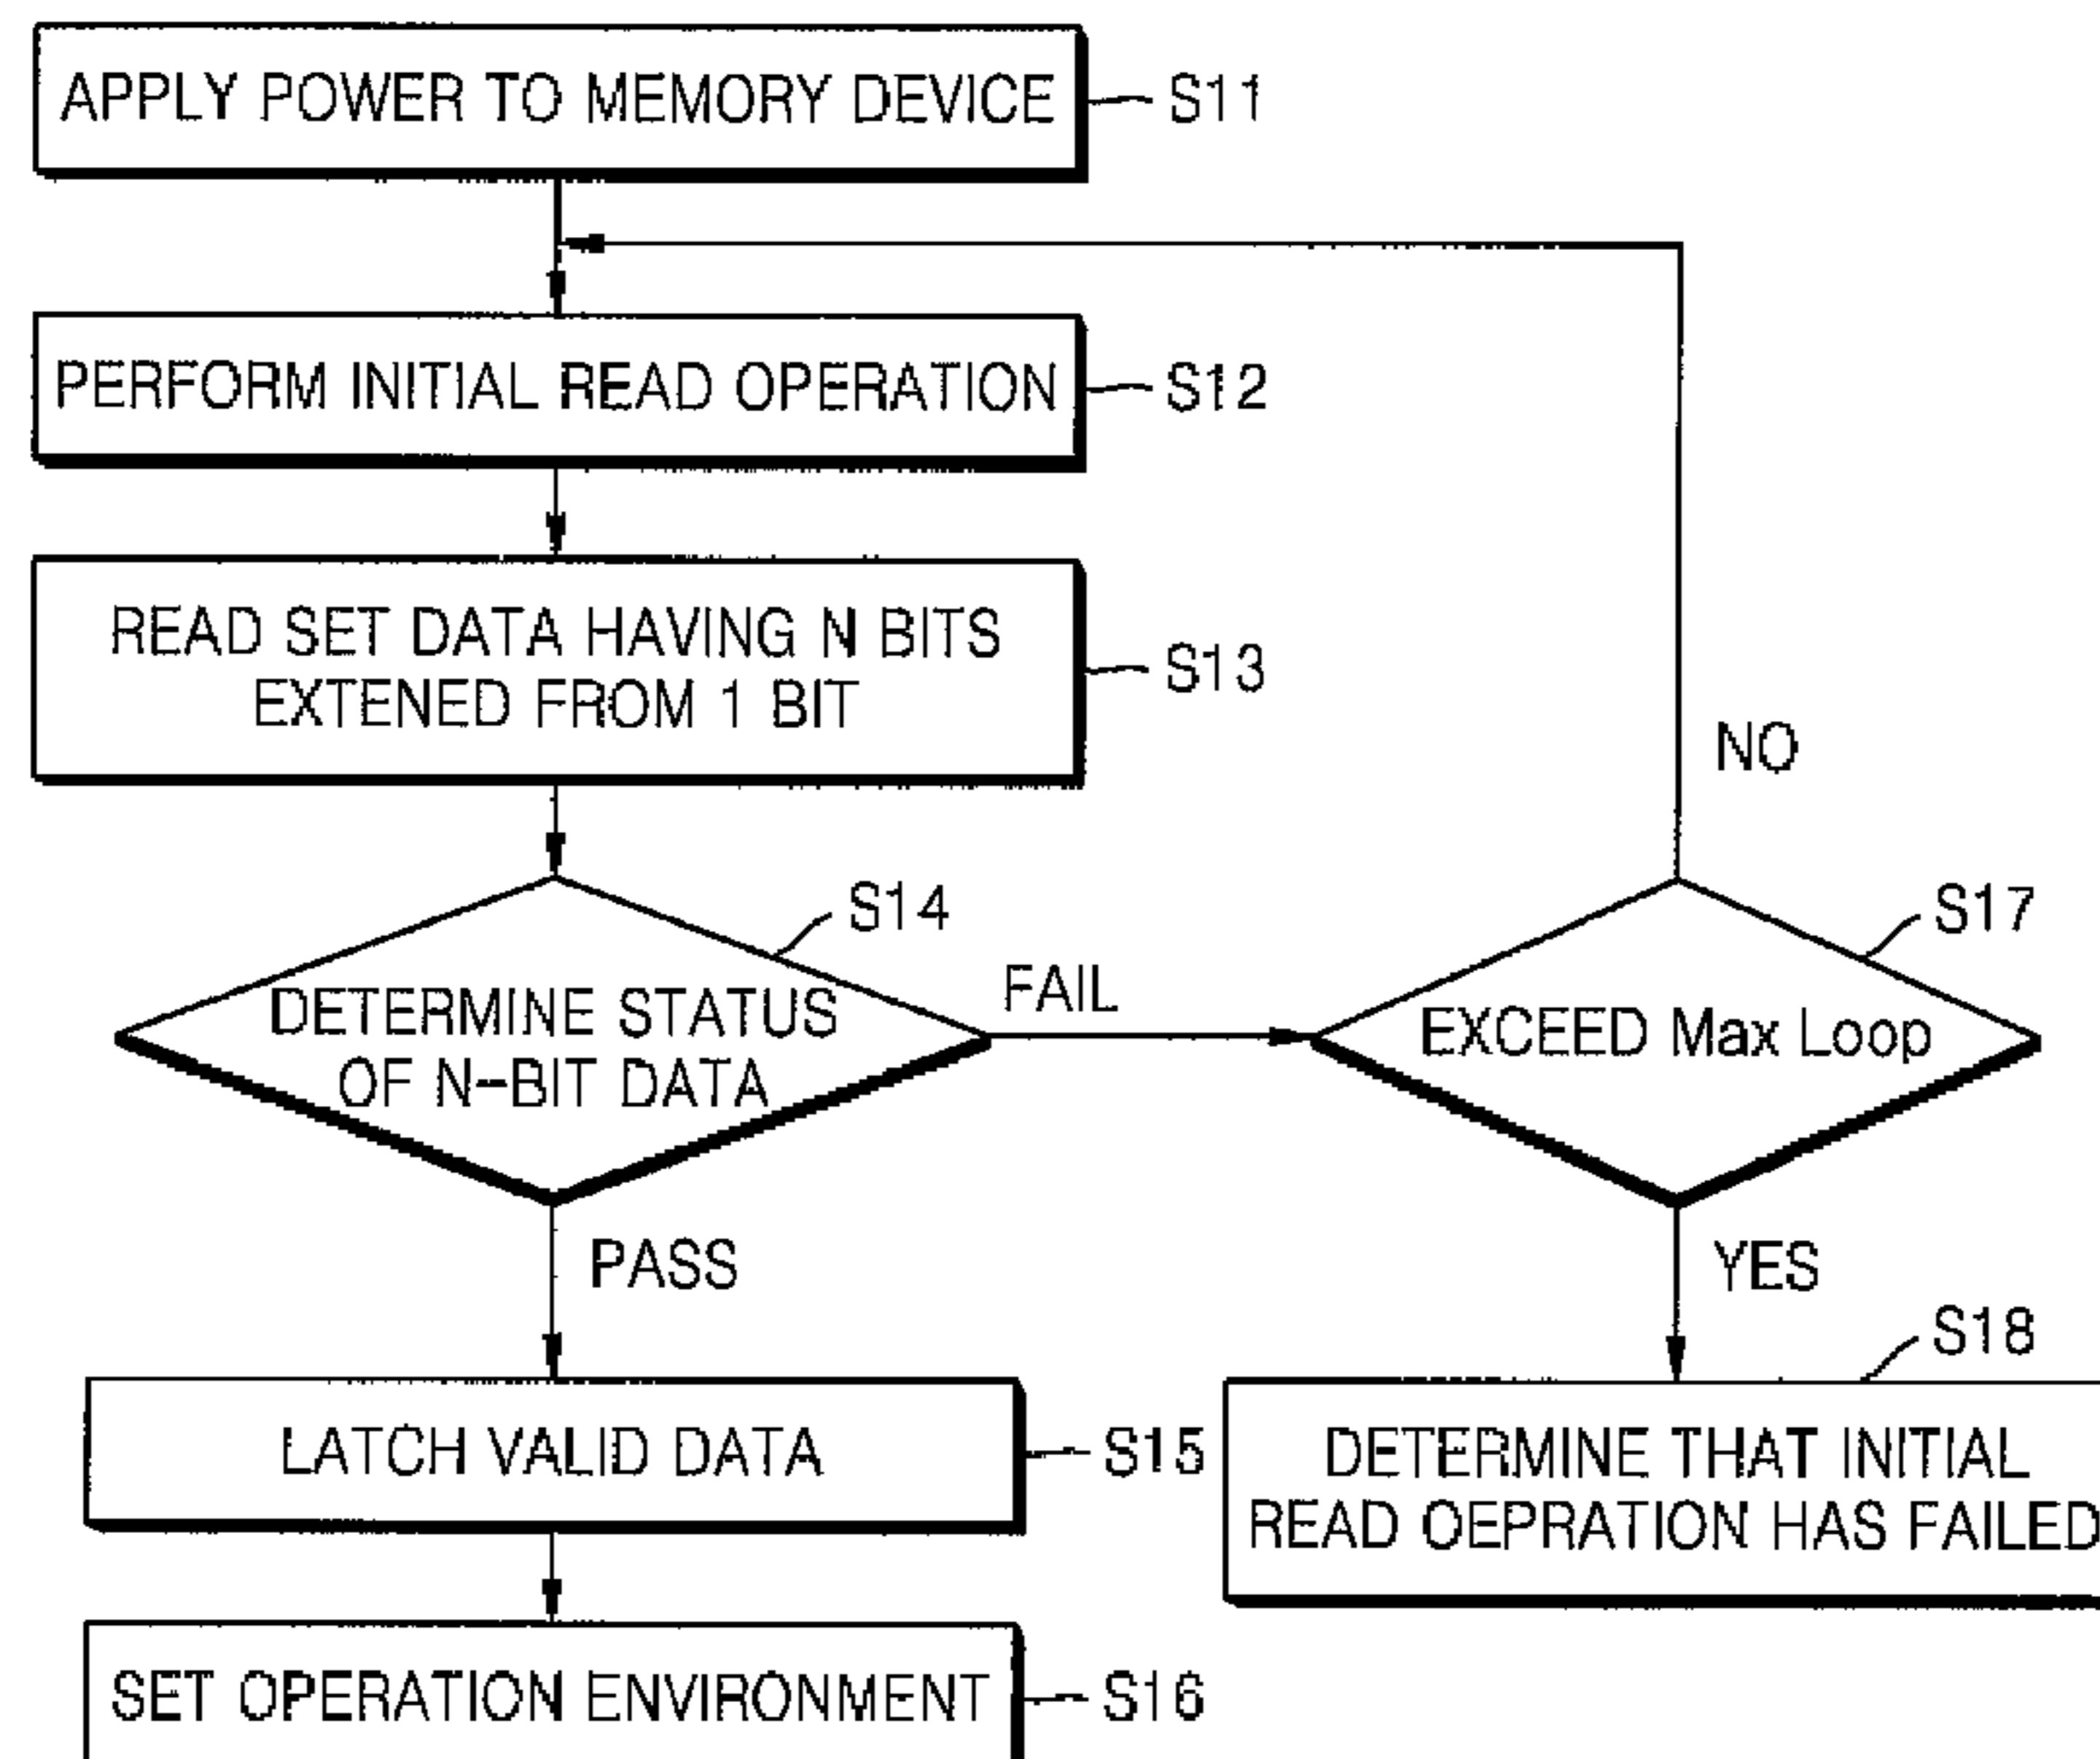 APPLY POWER TO MEMORY DEVICE
S11
PERFORM INITIAL READ OPERATION
S12
READ SET DATA HAVING N BITS
EXTENED FROM 1 BIT
S13
NO
S14
S17
DETERMINE STATUS
OF N-BIT DATA
FAIL
EXCEED Max Loop
PASS
YES
S18
LATCH VALID DATA
S15
DETERMINE THAT INITIAL
READ OEPRATION HAS FAILED
SET OPERATION ENVIRONMENT
S16